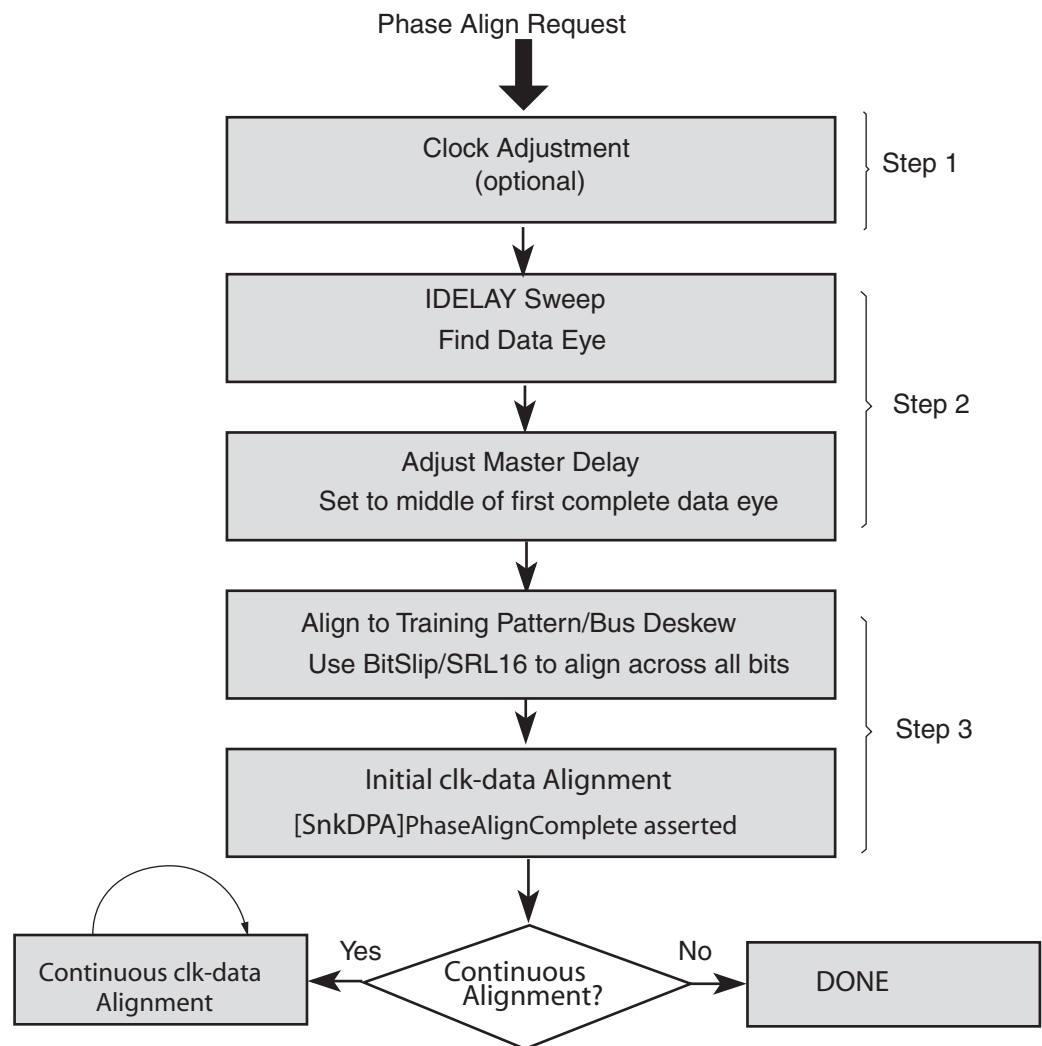 Phase Align Request
Clock Adjustment
(optional)
Step 1
IDELAY Sweep
Find Data Eye
Step 2
Adjust Master Delay
Set to middle of first complete data eye
Align to Training Pattern/Bus Deskew
Use BitSlip/SRL16 to align across all bits
Step 3
Initial clk-data Alignment
[SnkDPA]PhaseAlignComplete asserted
Continuous clk-data
Alignment
Yes
Continuous
Alignment?
No
DONE